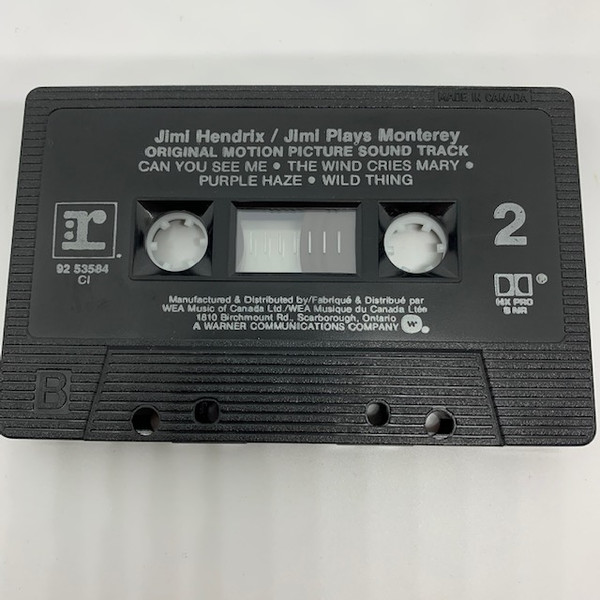 MADE IN CANADA
Jimi Hendrix / Jimi Plays Monterey
ORIGINAL MOTION PICTURE SOUND TRACK
CAN YOU SEE ME • THE WIND CRIES MARY •
PURPLE HAZE • WILD THING
r
2
92 53584
CI
HX PRO
B NR
Manufactured & Distributed by/Fabriqué & Distribué par
WEA Music of Canada Ltd./WEA Musique du Canada Ltée
1810 Birchmount Rd., Scarborough, Ontario
A WARNER COMMUNICATIONS COMPANY
B